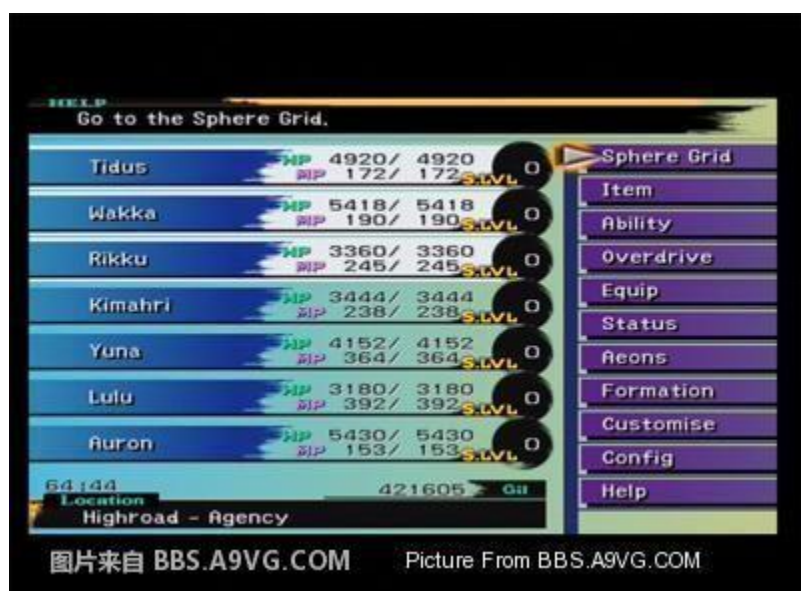 HELP
Go to the Sphere Grid.
Tidus HP 4920/ 4920 MP 172/ 172 S.LVL 0
Wakka HP 5418/ 5418 MP 190/ 190 S.LVL 0
Rikku HP 3360/ 3360 MP 245/ 245 S.LVL 0
Kimahri HP 3444/ 3444 MP 238/ 238 S.LVL 0
Yuna HP 4152/ 4152 MP 364/ 364 S.LVL 0
Lulu HP 3180/ 3180 MP 392/ 392 S.LVL 0
Auron HP 5430/ 5430 MP 153/ 153 S.LVL 0
Sphere Grid
Item
Ability
Overdrive
Equip
Status
Aeons
Formation
Customise
Config
Help
64:44 421605 Gil
Location
Highroad – Agency
图片来自 BBS.A9VG.COM Picture From BBS.A9VG.COM